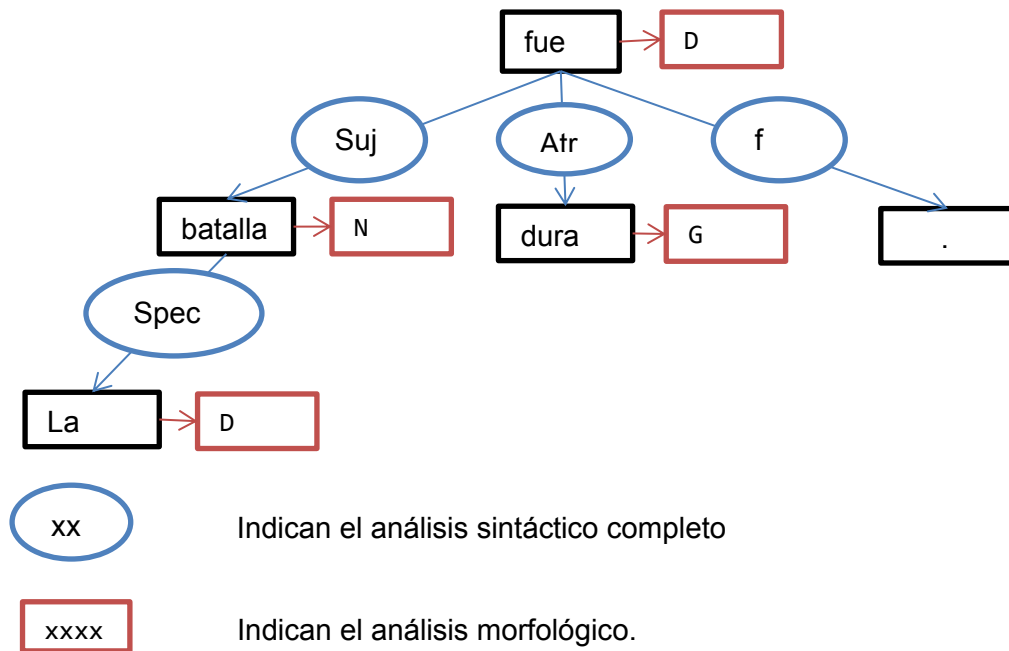 fue D
Suj Atr f
batalla N dura G .
Spec
La D
xx Indican el análisis sintáctico completo
xxxx Indican el análisis morfológico.